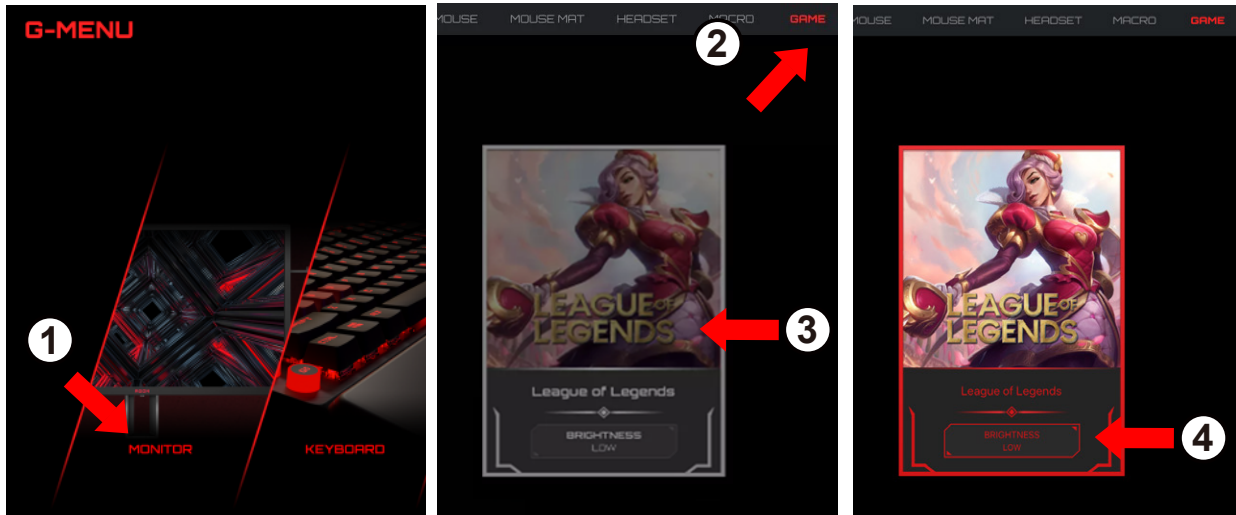 G-MENU
1
MONITOR
KEYBOARD
MOUSE MOUSE MAT HEADSET MACRO GAME
2
LEAGUE OF
LEGENDS
3
League of Legends
BRIGHTNESS
LOW
MOUSE MOUSE MAT HEADSET MACRO GAME
LEAGUE OF
LEGENDS
League of Legends
BRIGHTNESS
LOW
4